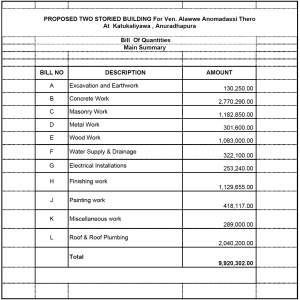 PROPOSED TWO STORIED BUILDING For Ven. Alawwe Anomadassi Thero
At Katukaliyawa , Anuradhapura
Bill Of Quantities
Main Summary
BILL NO DESCRIPTION AMOUNT
A Excavation and Earthwork 130,250.00
B Concrete Work 2,770,290.00
C Masonry Work 1,182,850.00
D Metal Work 301,600.00
E Wood Work 1,083,000.00
F Water Supply & Drainage 322,100.00
G Electrical Installations 253,240.00
H Finishing work 1,129,655.00
J Painting work 418,117.00
K Miscellaneous work 289,000.00
L Roof & Roof Plumbing 2,040,200.00
Total 9,920,302.00